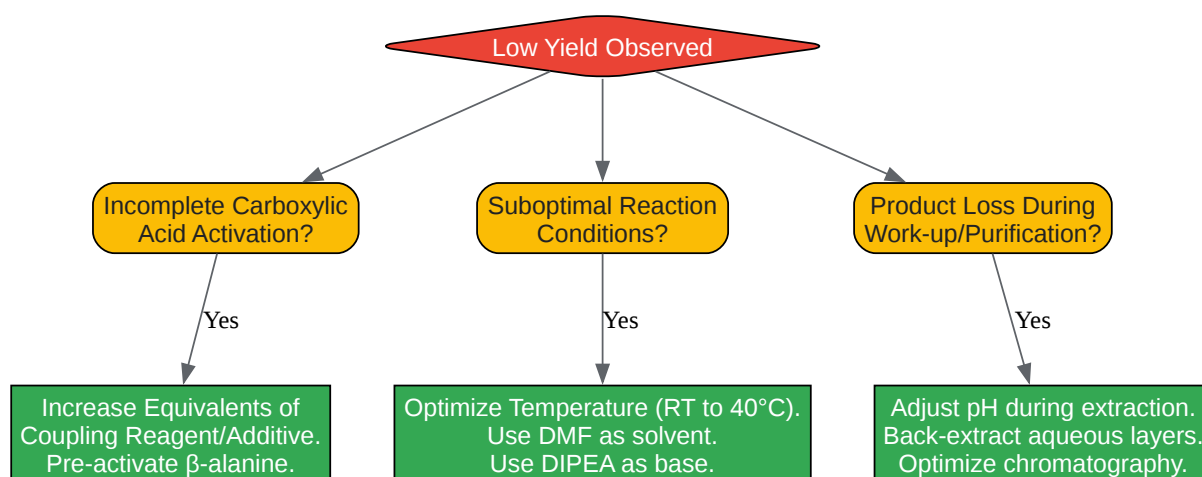 Low Yield Observed
Incomplete Carboxylic
Acid Activation?
Suboptimal Reaction
Conditions?
Product Loss During
Work-up/Purification?
Yes
Yes
Yes
Increase Equivalents of
Coupling Reagent/Additive.
Pre-activate β-alanine.
Optimize Temperature (RT to 40°C).
Use DMF as solvent.
Use DIPEA as base.
Adjust pH during extraction.
Back-extract aqueous layers.
Optimize chromatography.